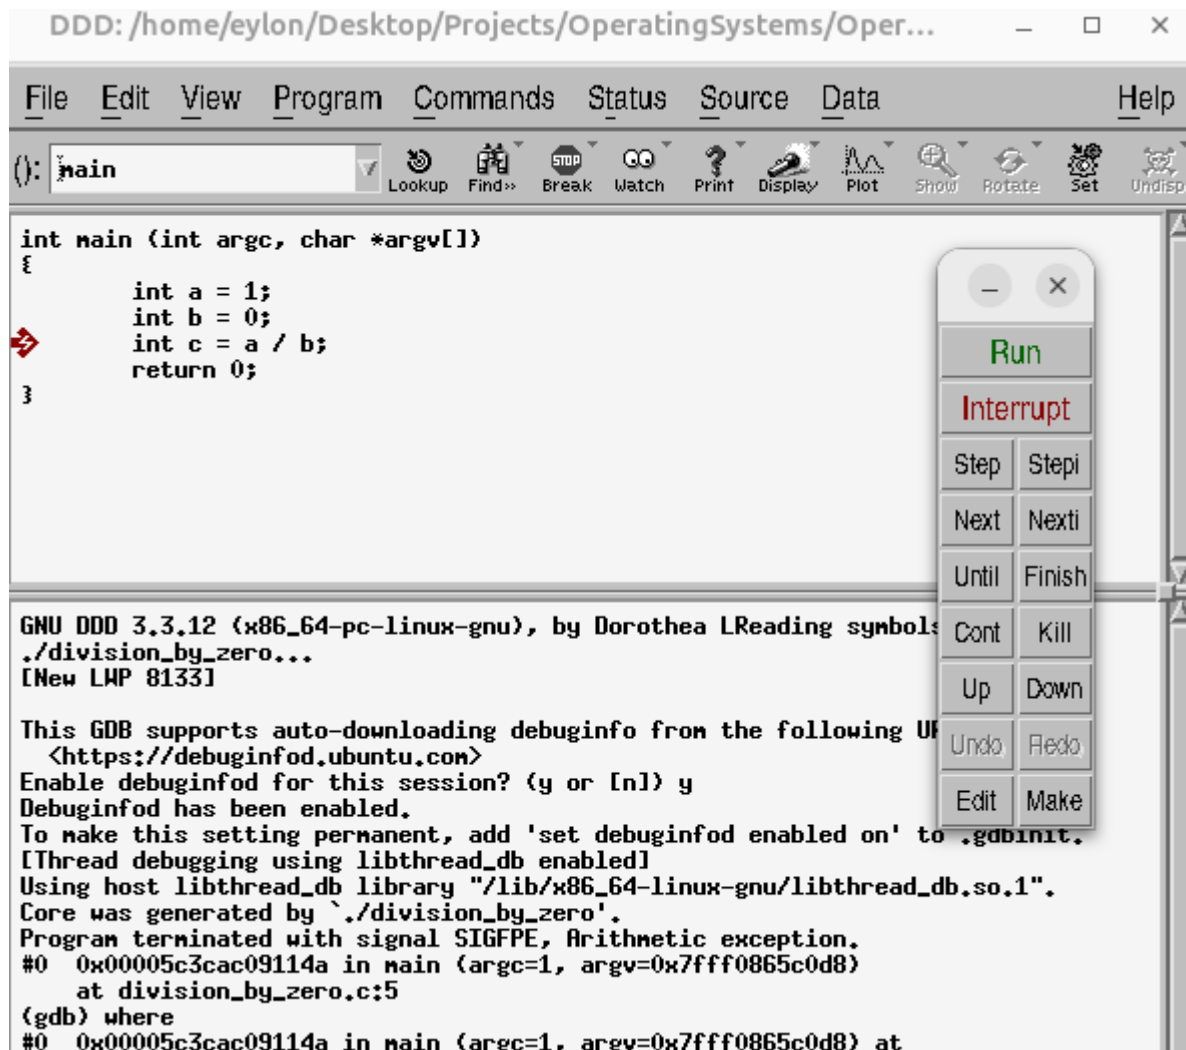 DDD: /home/eylon/Desktop/Projects/OperatingSystems/Oper...
File Edit View Program Commands Status Source Data Help
(): main Lookup Find>> Break Watch Print Display Plot Show Rotate Set Undisp
STOP
int main (int argc, char *argv[])
{
int a = 1;
int b = 0;
int c = a / b;
return 0;
}
Run
Interrupt
Step Stepi
Next Nexti
Until Finish
Cont Kill
Up Down
Undo Redo
Edit Make
GNU DDD 3.3.12 (x86_64-pc-linux-gnu), by Dorothea LReading symbols
./division_by_zero...
[New LWP 8133]
This GDB supports auto-downloading debuginfo from the following U
<https://debuginfod.ubuntu.com>
Enable debuginfod for this session? (y or [n]) y
Debuginfod has been enabled.
To make this setting permanent, add 'set debuginfod enabled on' to .gdbinit.
[Thread debugging using libthread_db enabled]
Using host libthread_db library "/lib/x86_64-linux-gnu/libthread_db.so.1".
Core was generated by `./division_by_zero'.
Program terminated with signal SIGFPE, Arithmetic exception.
#0 0x00005c3cac09114a in main (argc=1, argv=0x7fff0865c0d8)
at division_by_zero.c:5
(gdb) where
#0 0x00005c3cac09114a in main (argc=1, argv=0x7fff0865c0d8) at